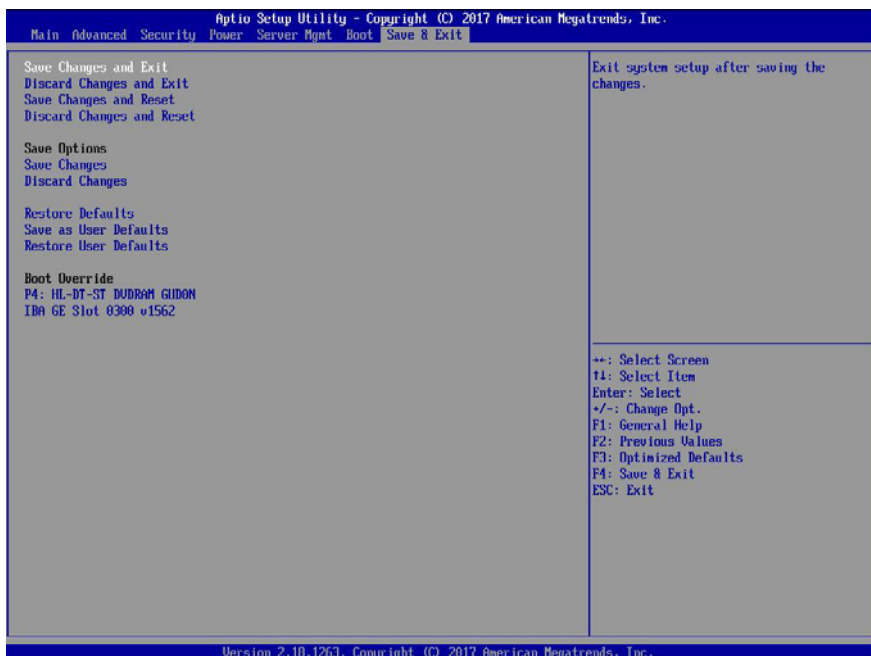 Aptio Setup Utility - Copyright (C) 2017 American Megatrends, Inc.
Main Advanced Security Power Server Mgmt Boot Save & Exit
Save Changes and Exit
Discard Changes and Exit
Save Changes and Reset
Discard Changes and Reset
Save Options
Save Changes
Discard Changes
Restore Defaults
Save as User Defaults
Restore User Defaults
Boot Override
P4: HL-DT-ST DVDRAM GUD0N
IBA GE Slot 0300 v1562
Exit system setup after saving the
changes.
→←: Select Screen
↑↓: Select Item
Enter: Select
+/-: Change Opt.
F1: General Help
F2: Previous Values
F3: Optimized Defaults
F4: Save & Exit
ESC: Exit
Version 2.18.1263. Copyright (C) 2017 American Megatrends, Inc.